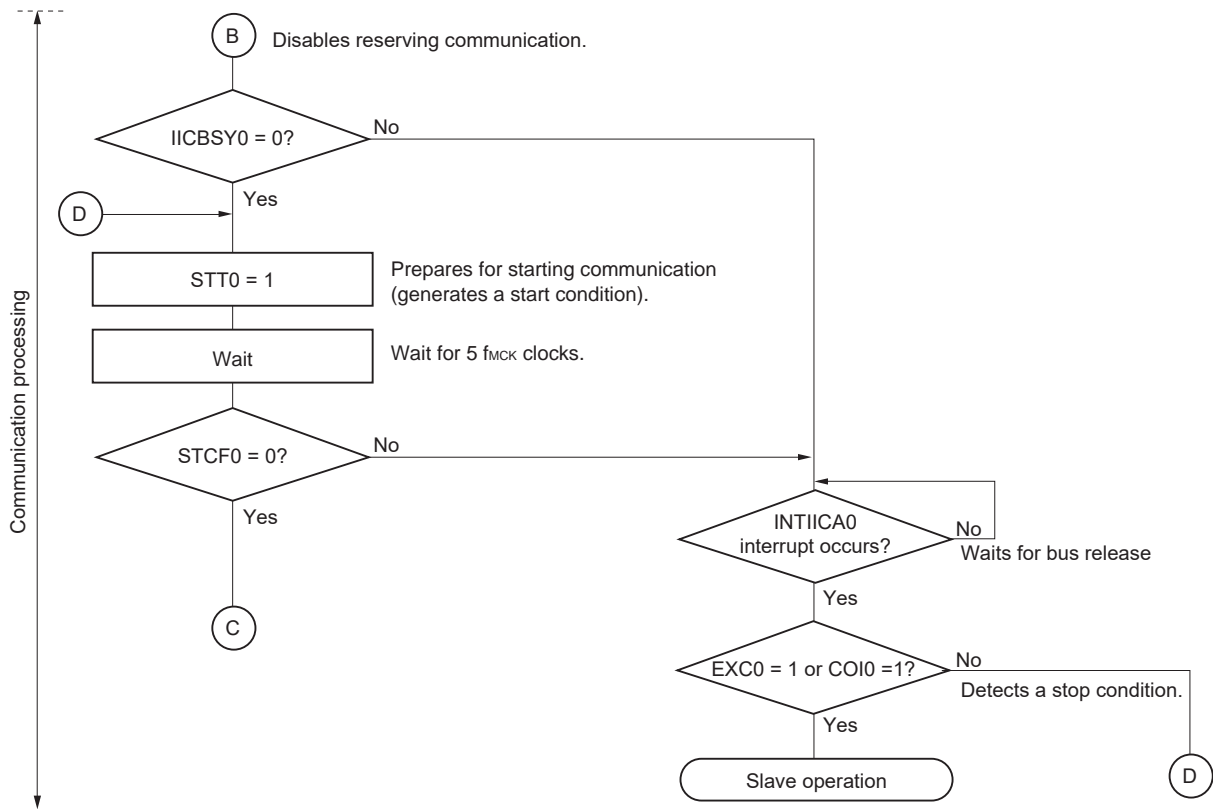 B
Disables reserving communication.
IICBSY0 = 0?
No
Yes
D
STT0 = 1
Prepares for starting communication
(generates a start condition).
Wait
Wait for 5 fMCK clocks.
STCF0 = 0?
No
Yes
C
INTIICA0
interrupt occurs?
No
Waits for bus release
Yes
EXC0 = 1 or COI0 =1?
No
Detects a stop condition.
Yes
Slave operation
D
Communication processing